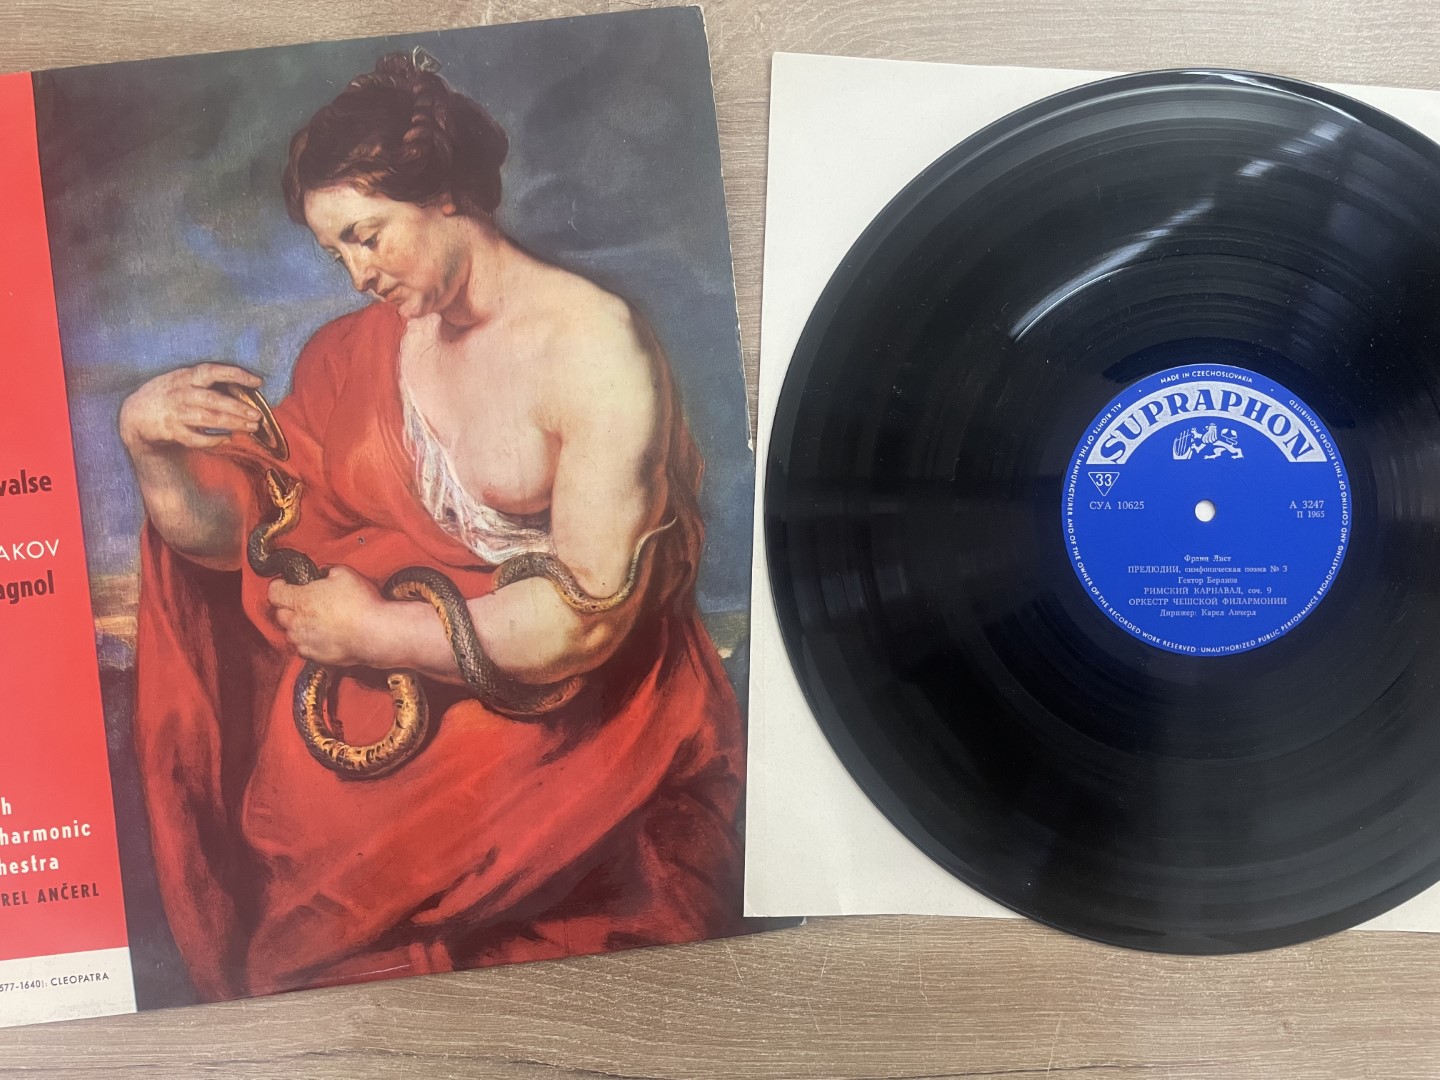 valse
AKOV
agnol
h
harmonic
hestra
REL ANČERL
577-1640): CLEOPATRA
MADE IN CZECHOSLOVAKIA
ALL RIGHTS OF THE MANUFACTURER AND OF THE OWNER OF THE RECORDED WORK RESERVED · UNAUTHORIZED PUBLIC PERFORMANCE BROADCASTING AND COPYING OF THIS RECORD PROHIBITED
SUPRAPHON
33
СУА 10625
А 3247
П 1965
Франц Лист
ПРЕЛЮДИИ, симфоническая поэма № 3
Гектор Берлиоз
РИМСКИЙ КАРНАВАЛ, соч. 9
ОРКЕСТР ЧЕШСКОЙ ФИЛАРМОНИИ
Дирижер: Карел Анчерл